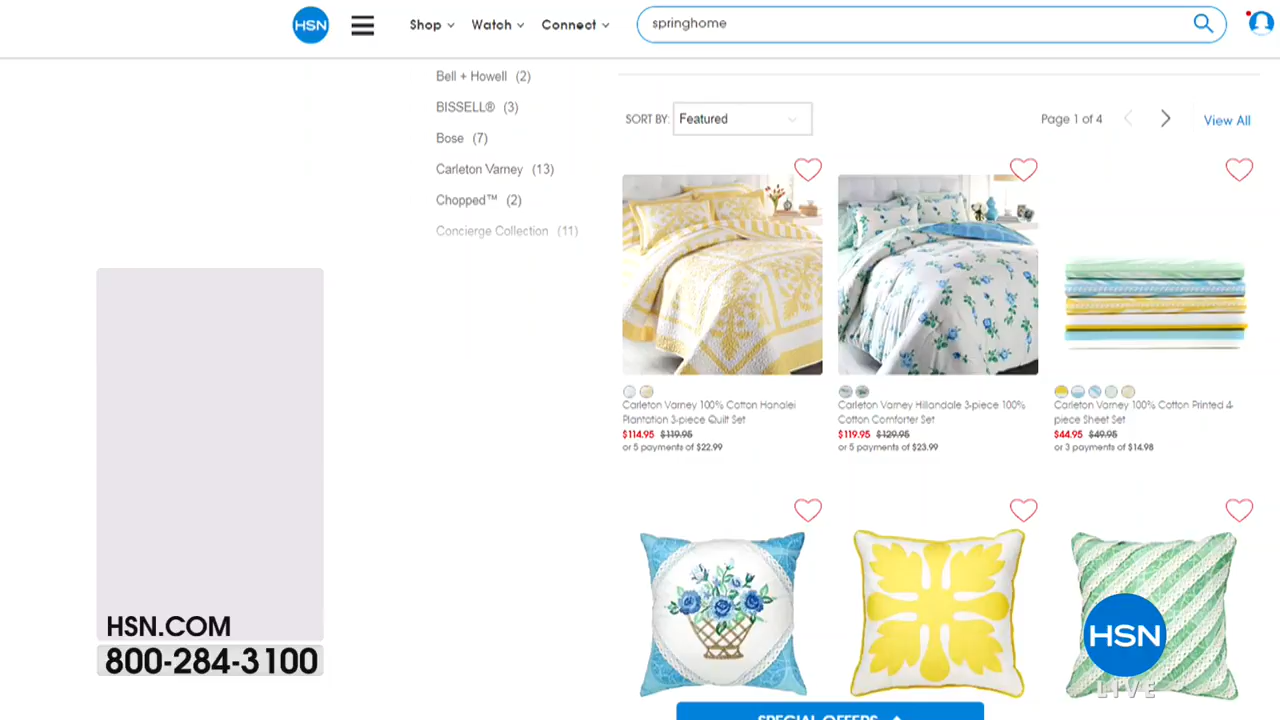 HSN
Shop
Watch
Connect
springhome
Bell + Howell (2)
BISSELL® (3)
Bose (7)
Carleton Varney (13)
Chopped™ (2)
Concierge Collection (11)
SORT BY: Featured
Page 1 of 4
View All
Carleton Varney 100% Cotton Hanalei
Plantation 3-piece Quilt Set
$114.95 $119.95
or 5 payments of $22.99
Carleton Varney Hillandale 3-piece 100%
Cotton Comforter Set
$119.95 $129.95
or 5 payments of $23.99
Carleton Varney 100% Cotton Printed 4-
piece Sheet Set
$44.95 $49.95
or 3 payments of $14.98
HSN.COM
800-284-3100
HSN
LIVE
SPECIAL OFFERS